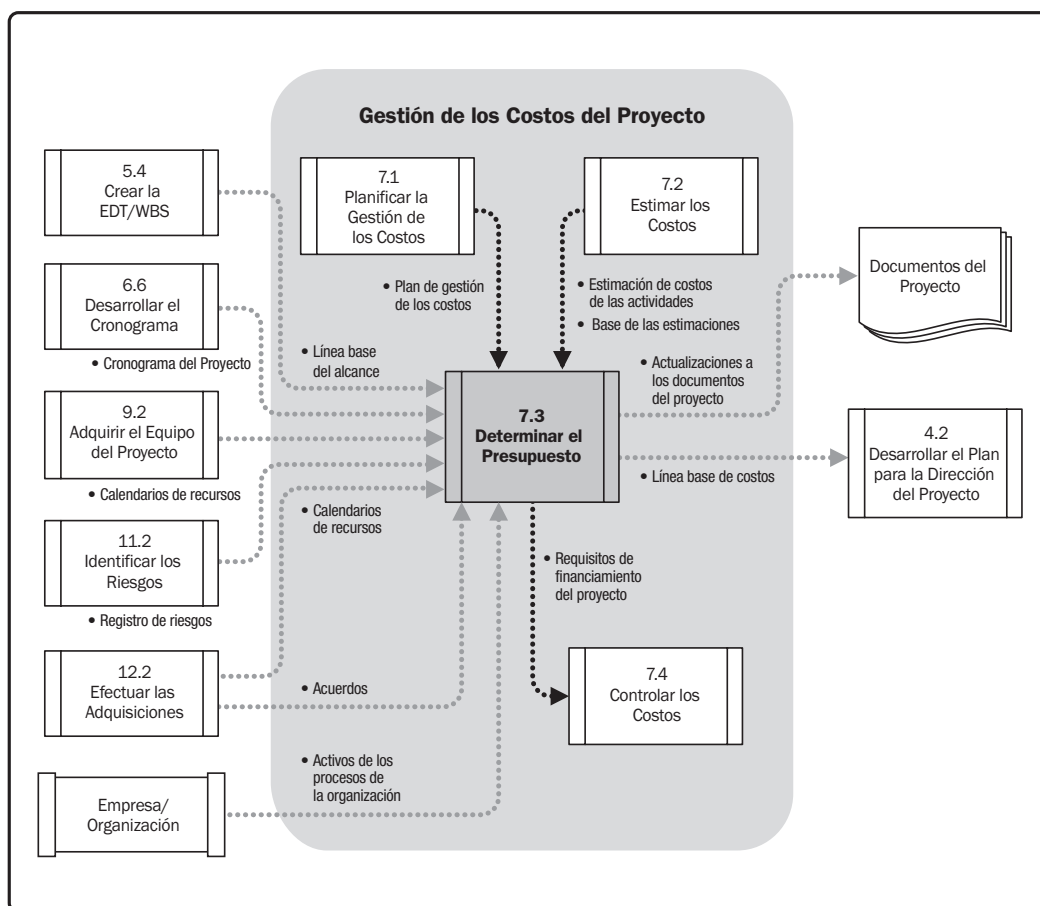 Gestión de los Costos del Proyecto
5.4
Crear la
EDT/WBS
7.1
Planificar la
Gestión de
los Costos
7.2
Estimar los
Costos
Documentos del
Proyecto
6.6
Desarrollar el
Cronograma
• Plan de gestión
de los costos
• Estimación de costos
de las actividades
• Base de las estimaciones
• Cronograma del Proyecto
• Línea base
del alcance
• Actualizaciones a
los documentos
del proyecto
9.2
Adquirir el Equipo
del Proyecto
7.3
Determinar el
Presupuesto
4.2
Desarrollar el Plan
para la Dirección
del Proyecto
• Línea base de costos
• Calendarios de recursos
• Calendarios
de recursos
11.2
Identificar los
Riesgos
• Requisitos de
financiamiento
del proyecto
• Registro de riesgos
12.2
Efectuar las
Adquisiciones
• Acuerdos
7.4
Controlar los
Costos
• Activos de los
procesos de
la organización
Empresa/
Organización